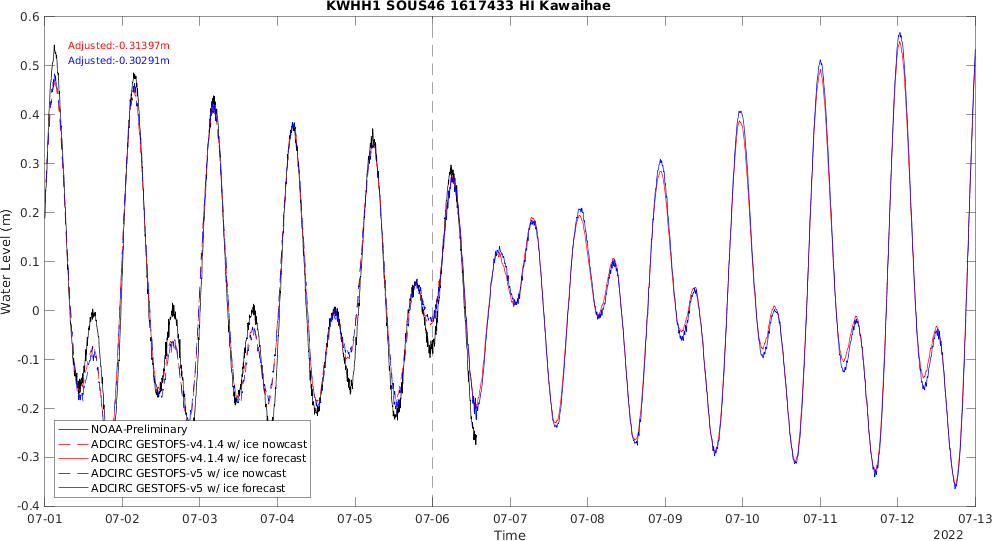 KWHH1 SOUS46 1617433 HI Kawaihae
Adjusted:-0.31397m
Adjusted:-0.30291m
0.6
0.5
0.4
0.3
0.2
0.1
0
-0.1
-0.2
-0.3
-0.4
Water Level (m)
NOAA-Preliminary
ADCIRC GESTOFS-v4.1.4 w/ ice nowcast
ADCIRC GESTOFS-v4.1.4 w/ ice forecast
ADCIRC GESTOFS-v5 w/ ice nowcast
ADCIRC GESTOFS-v5 w/ ice forecast
07-01 07-02 07-03 07-04 07-05 07-06 07-07 07-08 07-09 07-10 07-11 07-12 07-13
Time
2022